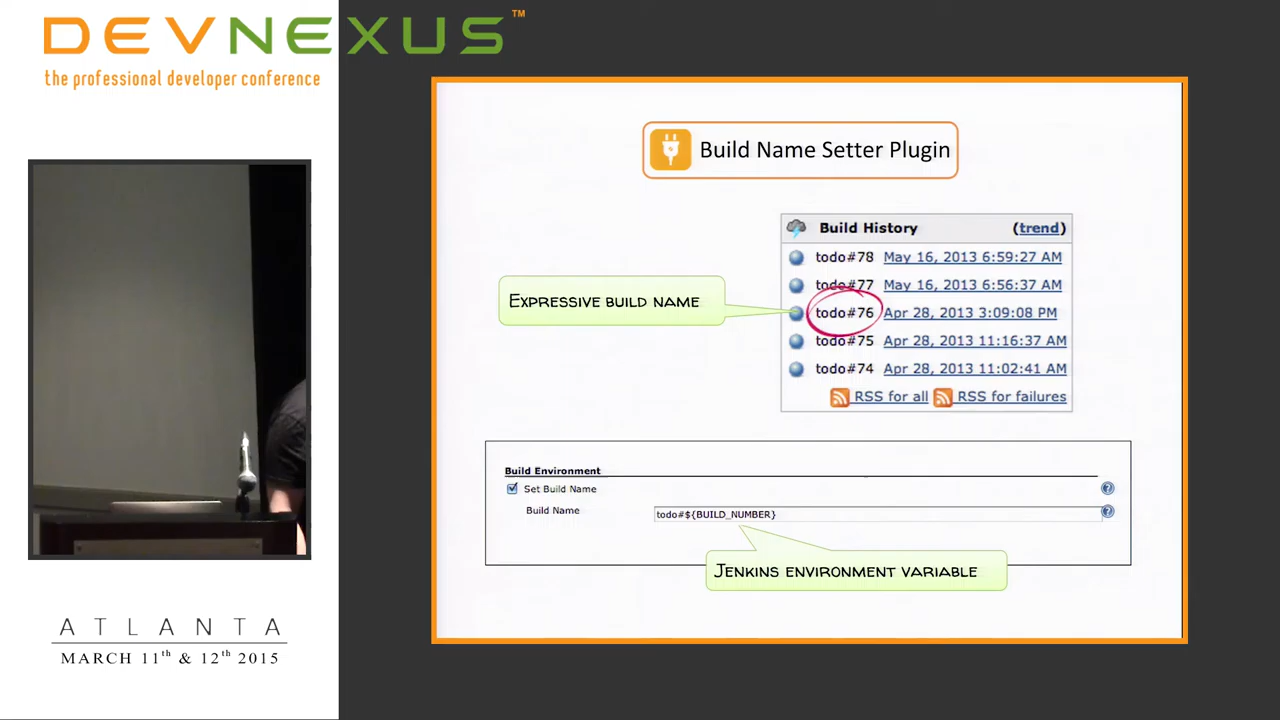 DEVNEXUS™
the professional developer conference
Build Name Setter Plugin
Build History (trend)
todo#78 May 16, 2013 6:59:27 AM
todo#77 May 16, 2013 6:56:37 AM
todo#76 Apr 28, 2013 3:09:08 PM
todo#75 Apr 28, 2013 11:16:37 AM
todo#74 Apr 28, 2013 11:02:41 AM
RSS for all RSS for failures
EXPRESSIVE BUILD NAME
Build Environment
Set Build Name
Build Name todo#${BUILD_NUMBER}
JENKINS ENVIRONMENT VARIABLE
ATLANTA
MARCH 11th & 12th 2015